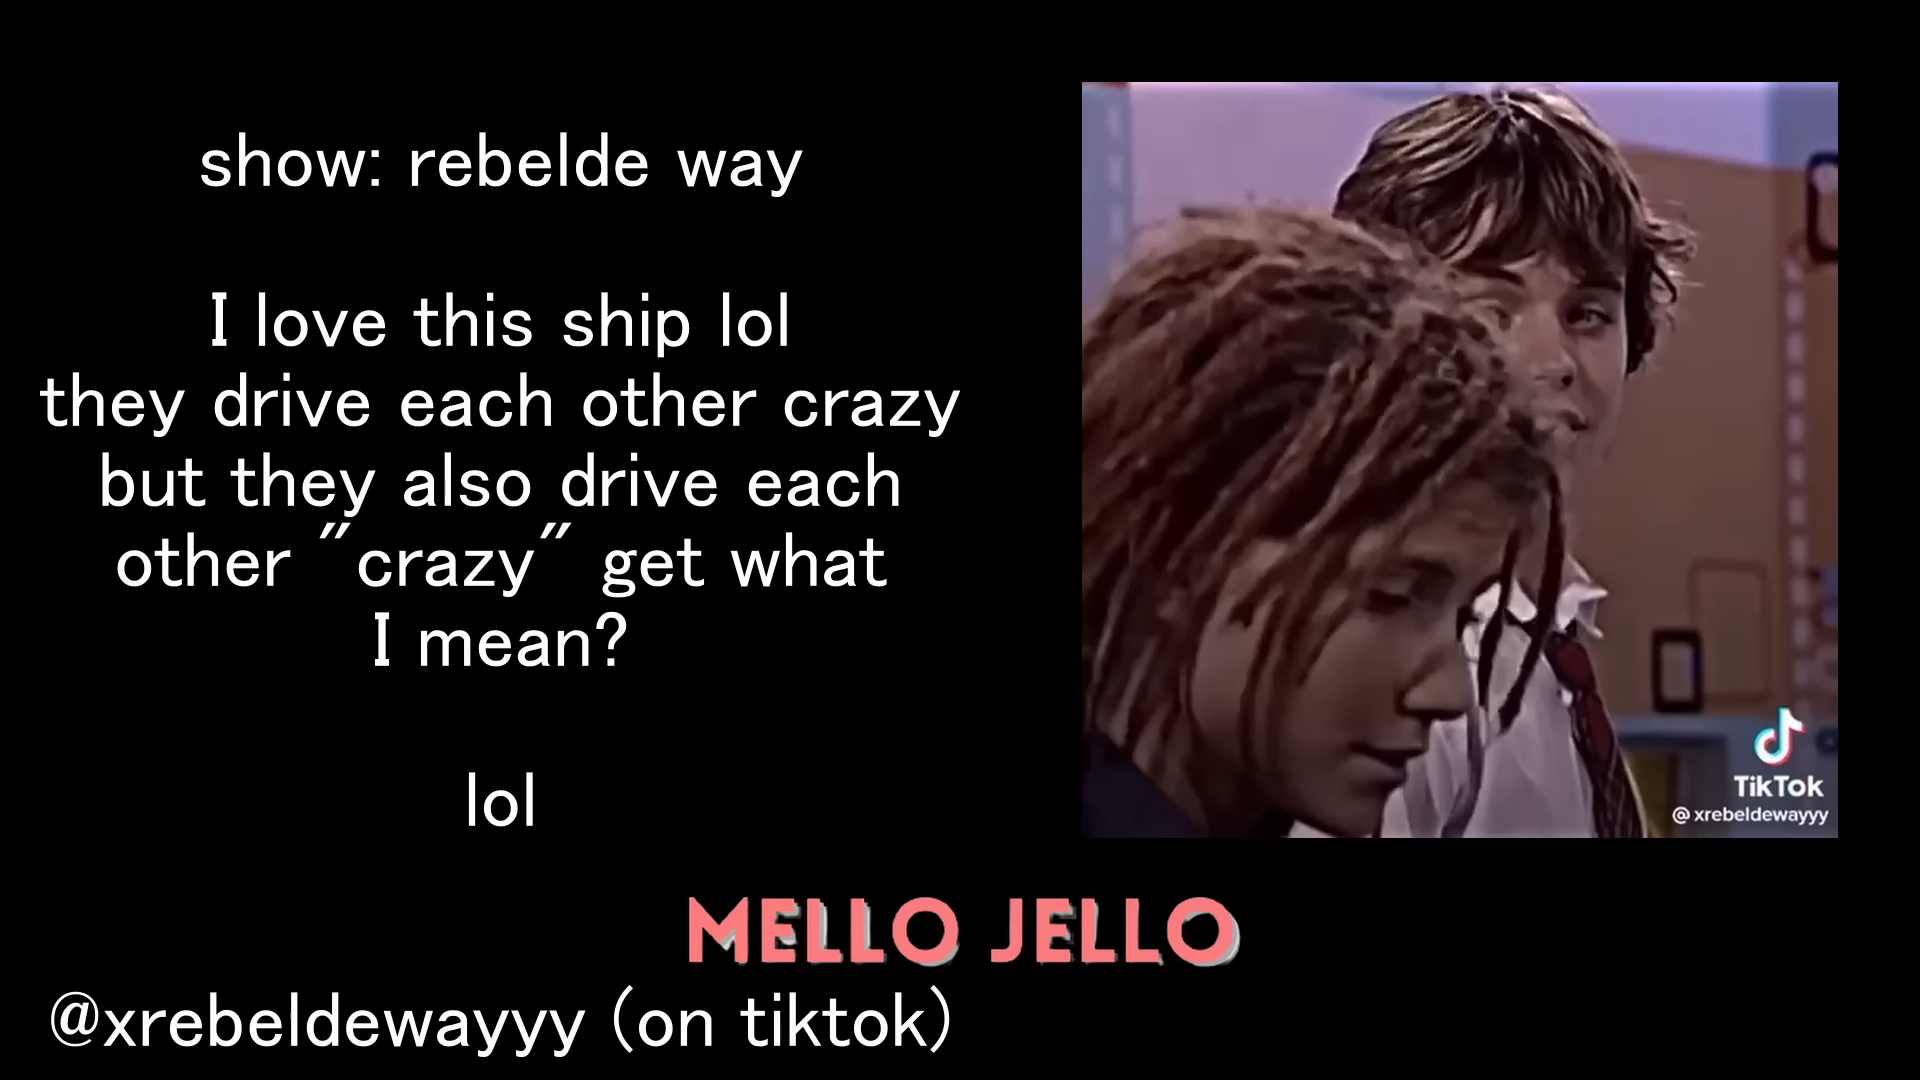 show: rebelde way
I love this ship lol
they drive each other crazy
but they also drive each
other "crazy" get what
I mean?
lol
TikTok
@xrebeldewayyy
MELLO JELLO
@xrebeldewayyy (on tiktok)